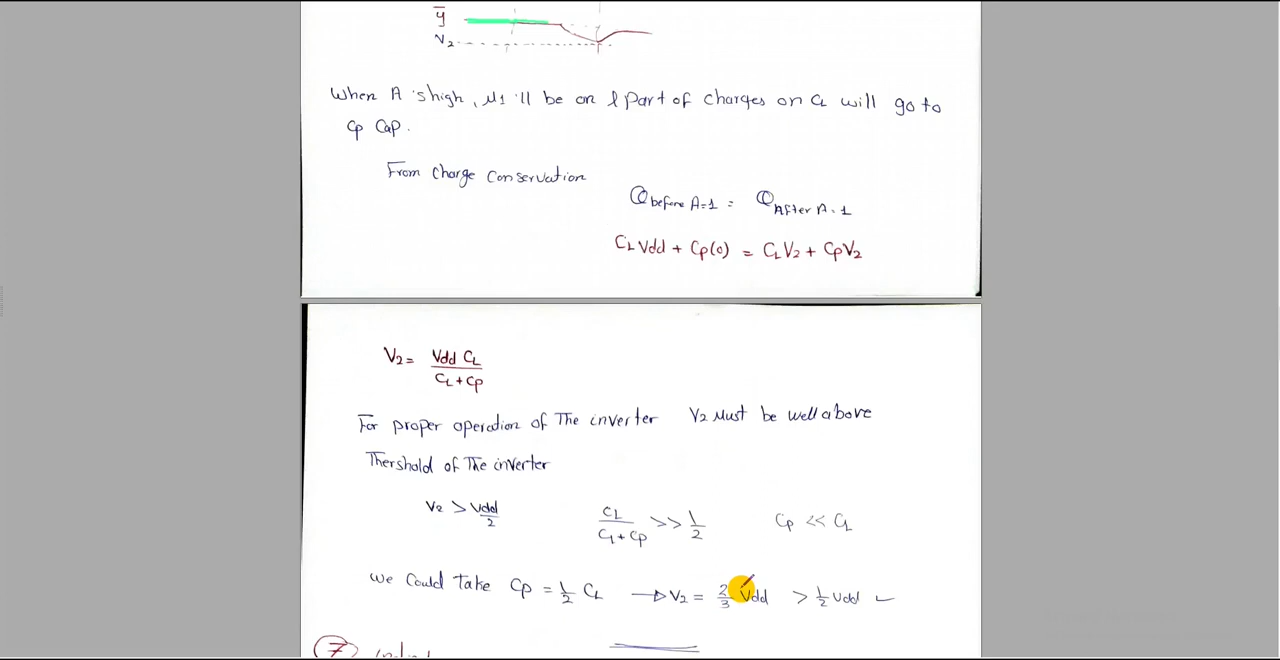 ȳ
V2
When A is high, M1 'll be on & Part of charges on CL will go to
Cp Cap.
From Charge Conservation
Q before A=1 = Q After A=1
CL Vdd + Cp(0) = CL V2 + Cp V2
V2 = Vdd CL / CL + Cp
For proper operation of The inverter V2 Must be well above
Thershold of The inverter
V2 > Vdd/2 CL / CL + Cp >> 1/2 Cp << CL
We Could take Cp = 1/2 CL → V2 = 2/3 Vdd > 1/2 Vdd
7